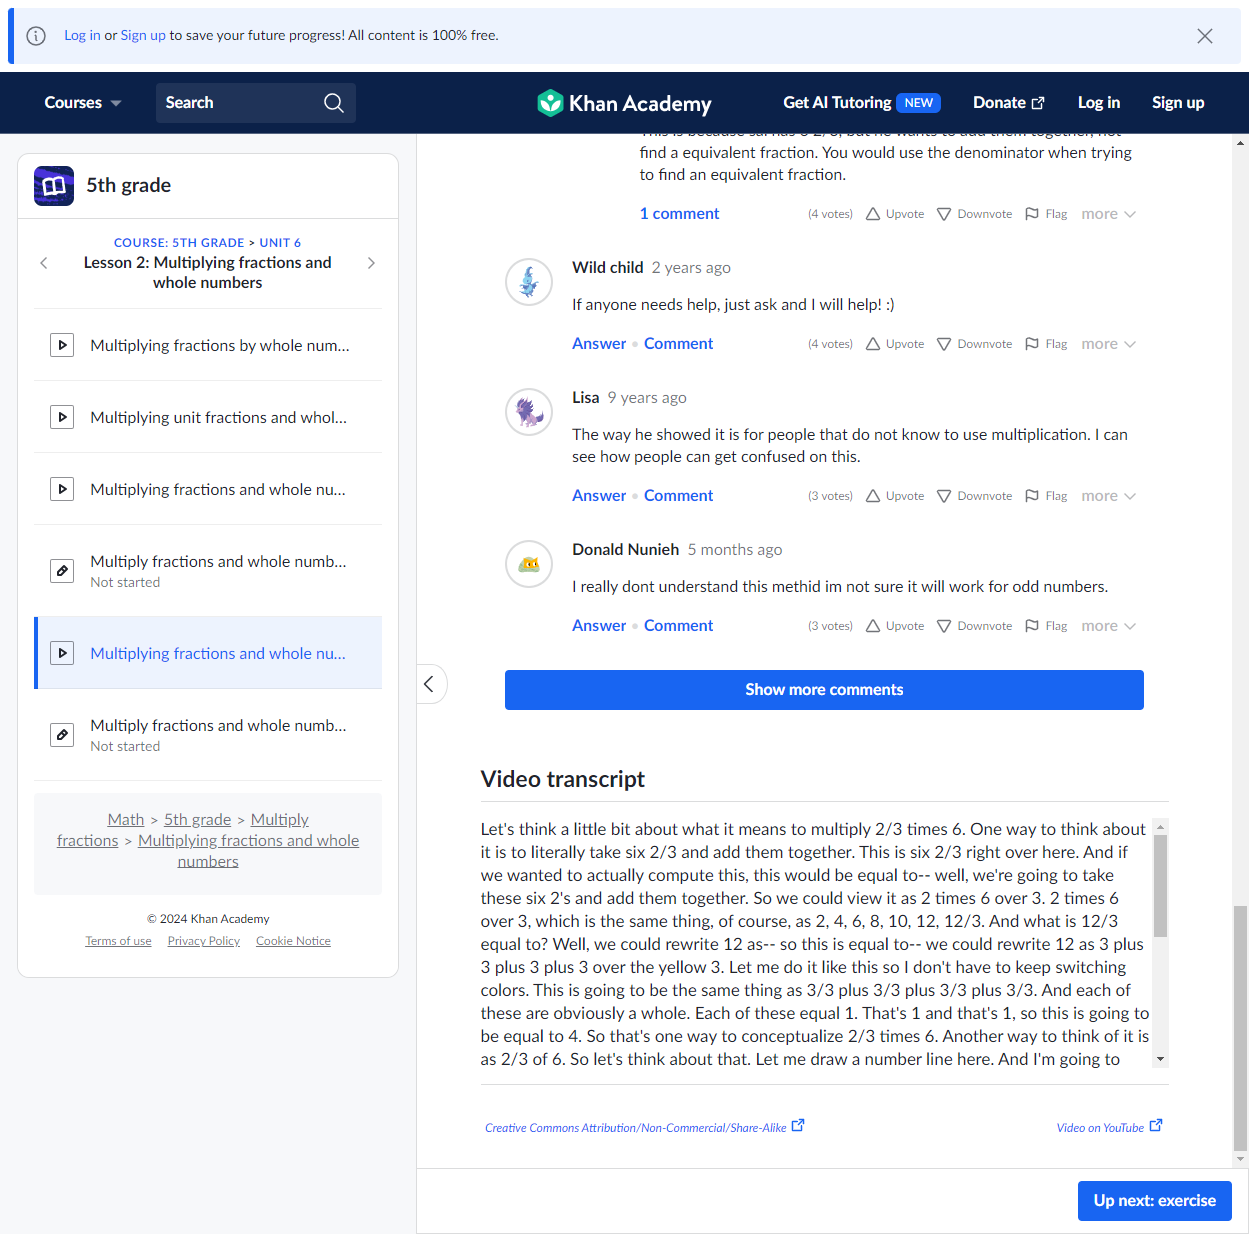 Log in or Sign up to save your future progress! All content is 100% free.
Courses
Search
Khan Academy
Get AI Tutoring NEW
Donate
Log in
Sign up
5th grade
COURSE: 5TH GRADE > UNIT 6
Lesson 2: Multiplying fractions and
whole numbers
Multiplying fractions by whole num...
Multiplying unit fractions and whol...
Multiplying fractions and whole nu...
Multiply fractions and whole numb...
Not started
Multiplying fractions and whole nu...
Multiply fractions and whole numb...
Not started
Math > 5th grade > Multiply
fractions > Multiplying fractions and whole
numbers
© 2024 Khan Academy
Terms of use Privacy Policy Cookie Notice
find a equivalent fraction. You would use the denominator when trying
to find an equivalent fraction.
1 comment (4 votes) Upvote Downvote Flag more
Wild child 2 years ago
If anyone needs help, just ask and I will help! :)
Answer • Comment (4 votes) Upvote Downvote Flag more
Lisa 9 years ago
The way he showed it is for people that do not know to use multiplication. I can
see how people can get confused on this.
Answer • Comment (3 votes) Upvote Downvote Flag more
Donald Nunieh 5 months ago
I really dont understand this methid im not sure it will work for odd numbers.
Answer • Comment (3 votes) Upvote Downvote Flag more
Show more comments
Video transcript
Let's think a little bit about what it means to multiply 2/3 times 6. One way to think about
it is to literally take six 2/3 and add them together. This is six 2/3 right over here. And if
we wanted to actually compute this, this would be equal to-- well, we're going to take
these six 2's and add them together. So we could view it as 2 times 6 over 3. 2 times 6
over 3, which is the same thing, of course, as 2, 4, 6, 8, 10, 12, 12/3. And what is 12/3
equal to? Well, we could rewrite 12 as-- so this is equal to-- we could rewrite 12 as 3 plus
3 plus 3 plus 3 over the yellow 3. Let me do it like this so I don't have to keep switching
colors. This is going to be the same thing as 3/3 plus 3/3 plus 3/3 plus 3/3. And each of
these are obviously a whole. Each of these equal 1. That's 1 and that's 1, so this is going to
be equal to 4. So that's one way to conceptualize 2/3 times 6. Another way to think of it is
as 2/3 of 6. So let's think about that. Let me draw a number line here. And I'm going to
Creative Commons Attribution/Non-Commercial/Share-Alike
Video on YouTube
Up next: exercise